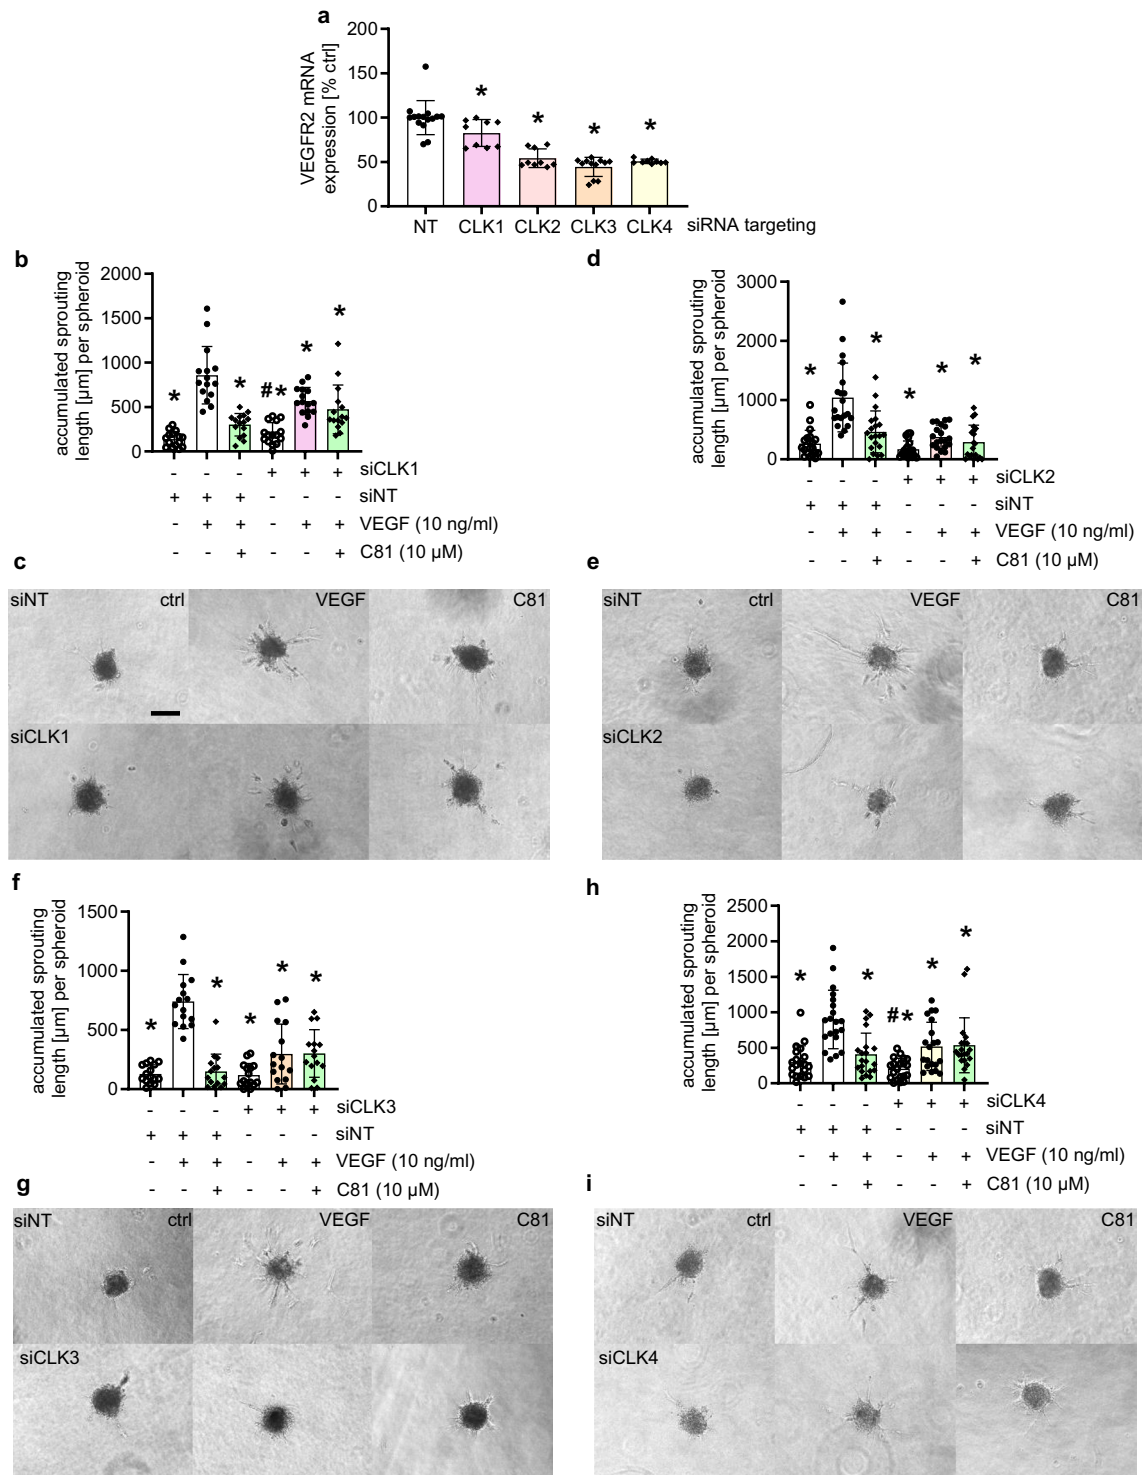 a
VEGFR2 mRNA
expression [% ctrl]
200
150
100
50
0
* * * *
NT CLK1 CLK2 CLK3 CLK4 siRNA targeting
b
accumulated sprouting
length [µm] per spheroid
2000
1500
1000
500
0
* * #* * *
- - - + + + siCLK1
+ + + - - - siNT
- + + - + + VEGF (10 ng/ml)
- - + - - + C81 (10 µM)
d
accumulated sprouting
length [µm] per spheroid
3000
2000
1000
0
* * * * *
- - - + + + siCLK2
+ + + - - - siNT
- + + - + + VEGF (10 ng/ml)
- - + - - + C81 (10 µM)
c
siNT ctrl VEGF C81
siCLK1
e
siNT ctrl VEGF C81
siCLK2
f
accumulated sprouting
length [µm] per spheroid
1500
1000
500
0
* * * * *
- - - + + + siCLK3
+ + + - - - siNT
- + + - + + VEGF (10 ng/ml)
- - + - - + C81 (10 µM)
h
accumulated sprouting
length [µm] per spheroid
2500
2000
1500
1000
500
0
* * #* * *
- - - + + + siCLK4
+ + + - - - siNT
- + + - + + VEGF (10 ng/ml)
- - + - - + C81 (10 µM)
g
siNT ctrl VEGF C81
siCLK3
i
siNT ctrl VEGF C81
siCLK4